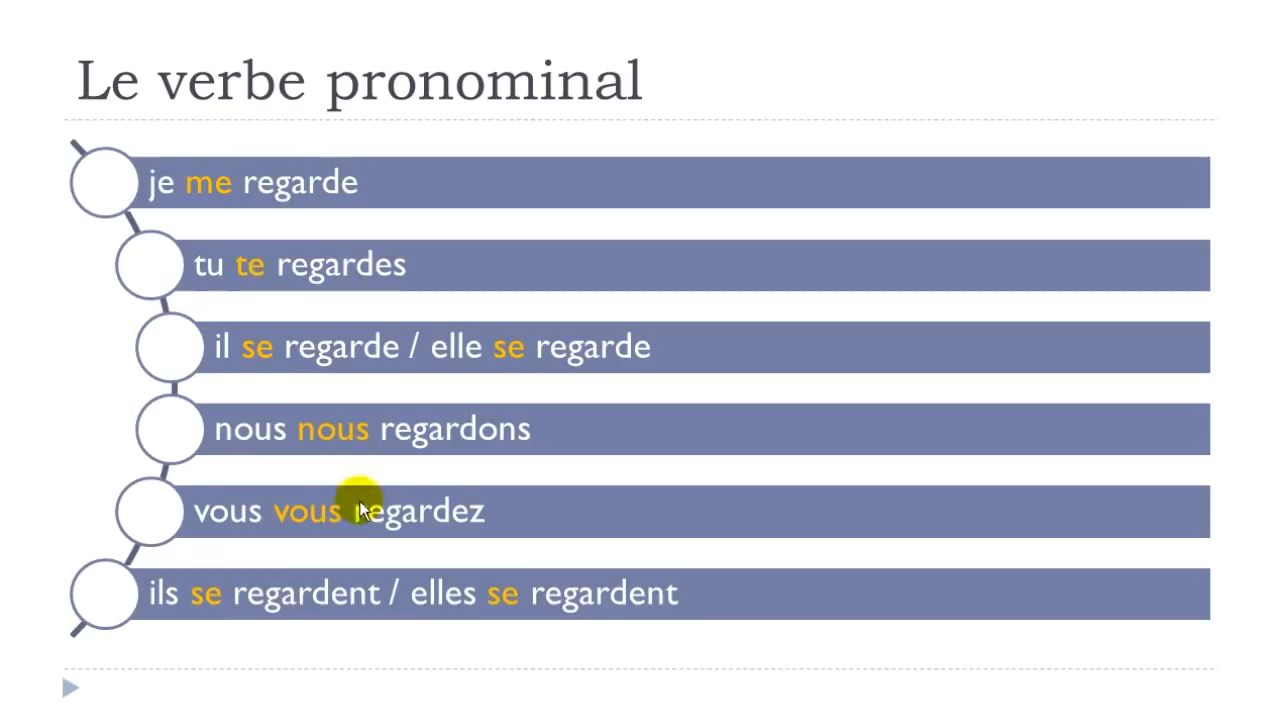 Le verbe pronominal
je me regarde
tu te regardes
il se regarde / elle se regarde
nous nous regardons
vous vous regardez
ils se regardent / elles se regardent